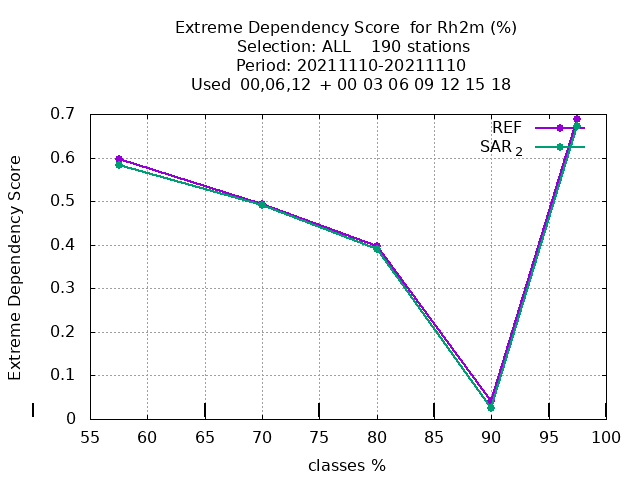 Extreme Dependency Score  for Rh2m (%)
Selection: ALL    190 stations
Period: 20211110-20211110
Used  00,06,12  + 00 03 06 09 12 15 18
Extreme Dependency Score
0.7
0.6
0.5
0.4
0.3
0.2
0.1
0
REF
SAR 2
55 60 65 70 75 80 85 90 95 100
classes %